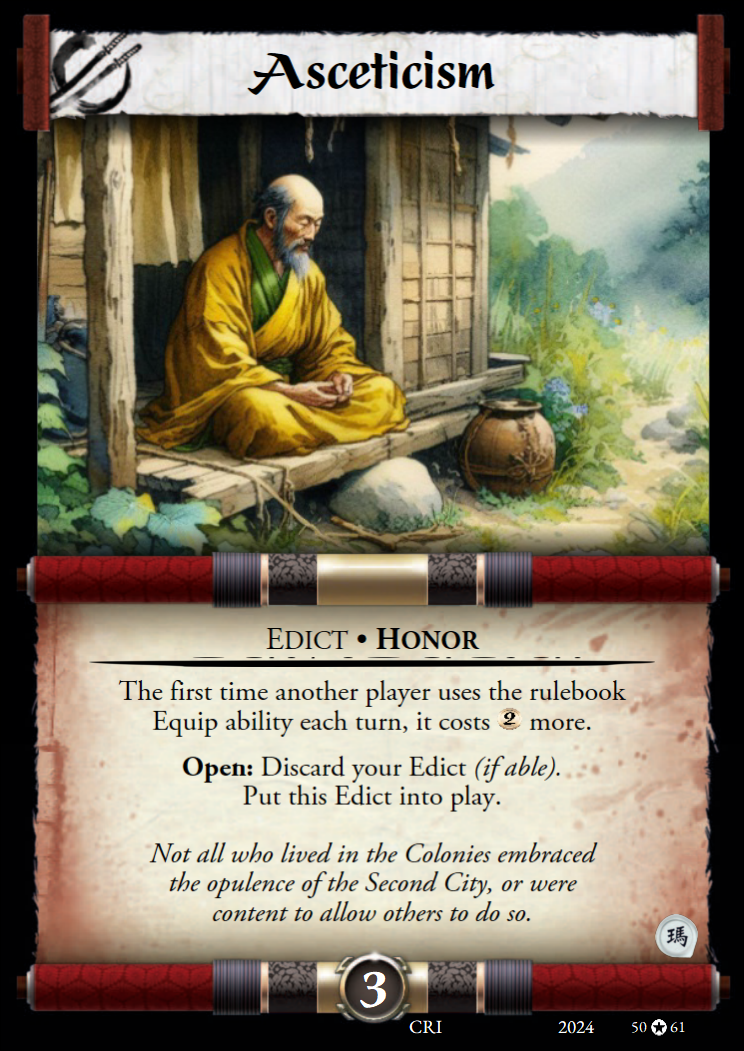 Asceticism
EDICT • HONOR
The first time another player uses the rulebook
Equip ability each turn, it costs 2 more.
Open: Discard your Edict (if able).
Put this Edict into play.
Not all who lived in the Colonies embraced
the opulence of the Second City, or were
content to allow others to do so.
瑪
3
CRI 2024 50 ✪ 61